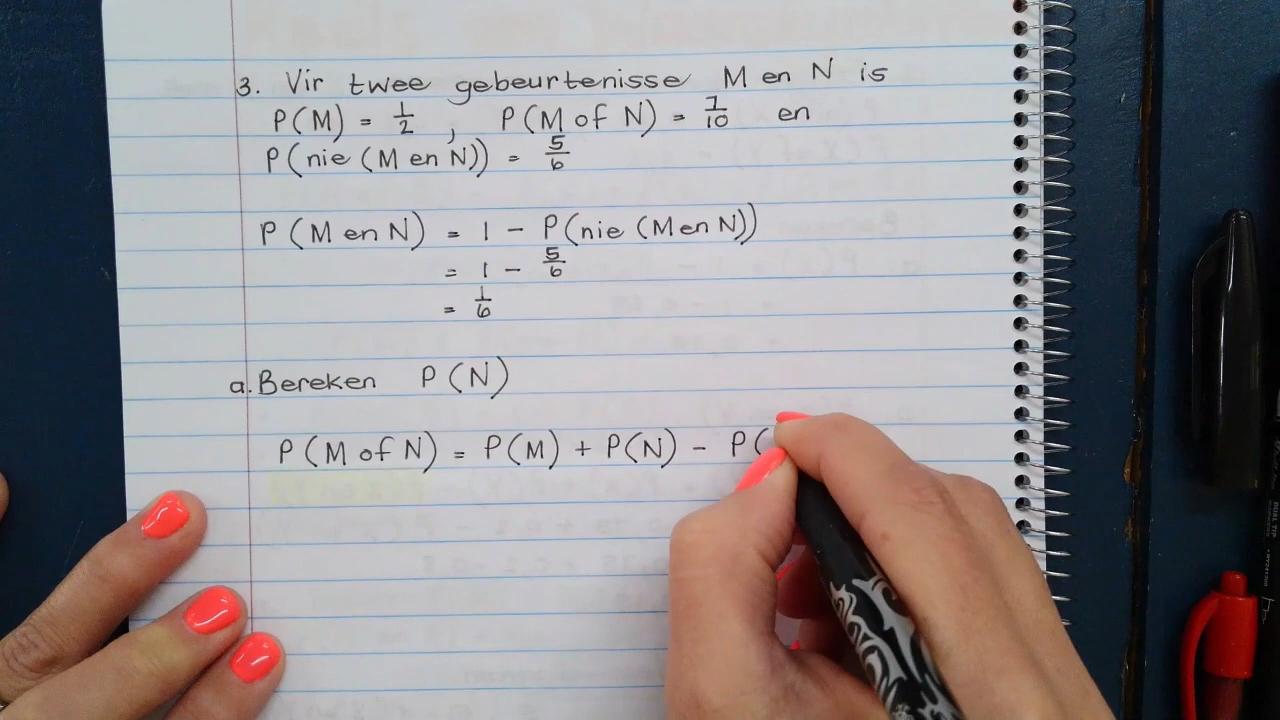 3. Vir twee gebeurtenisse M en N is
P(M) = 1/2 , P(M of N) = 7/10 en
P(nie (M en N)) = 5/6
P(M en N) = 1 - P(nie (M en N))
= 1 - 5/6
= 1/6
a. Bereken P(N)
P(M of N) = P(M) + P(N) - P(